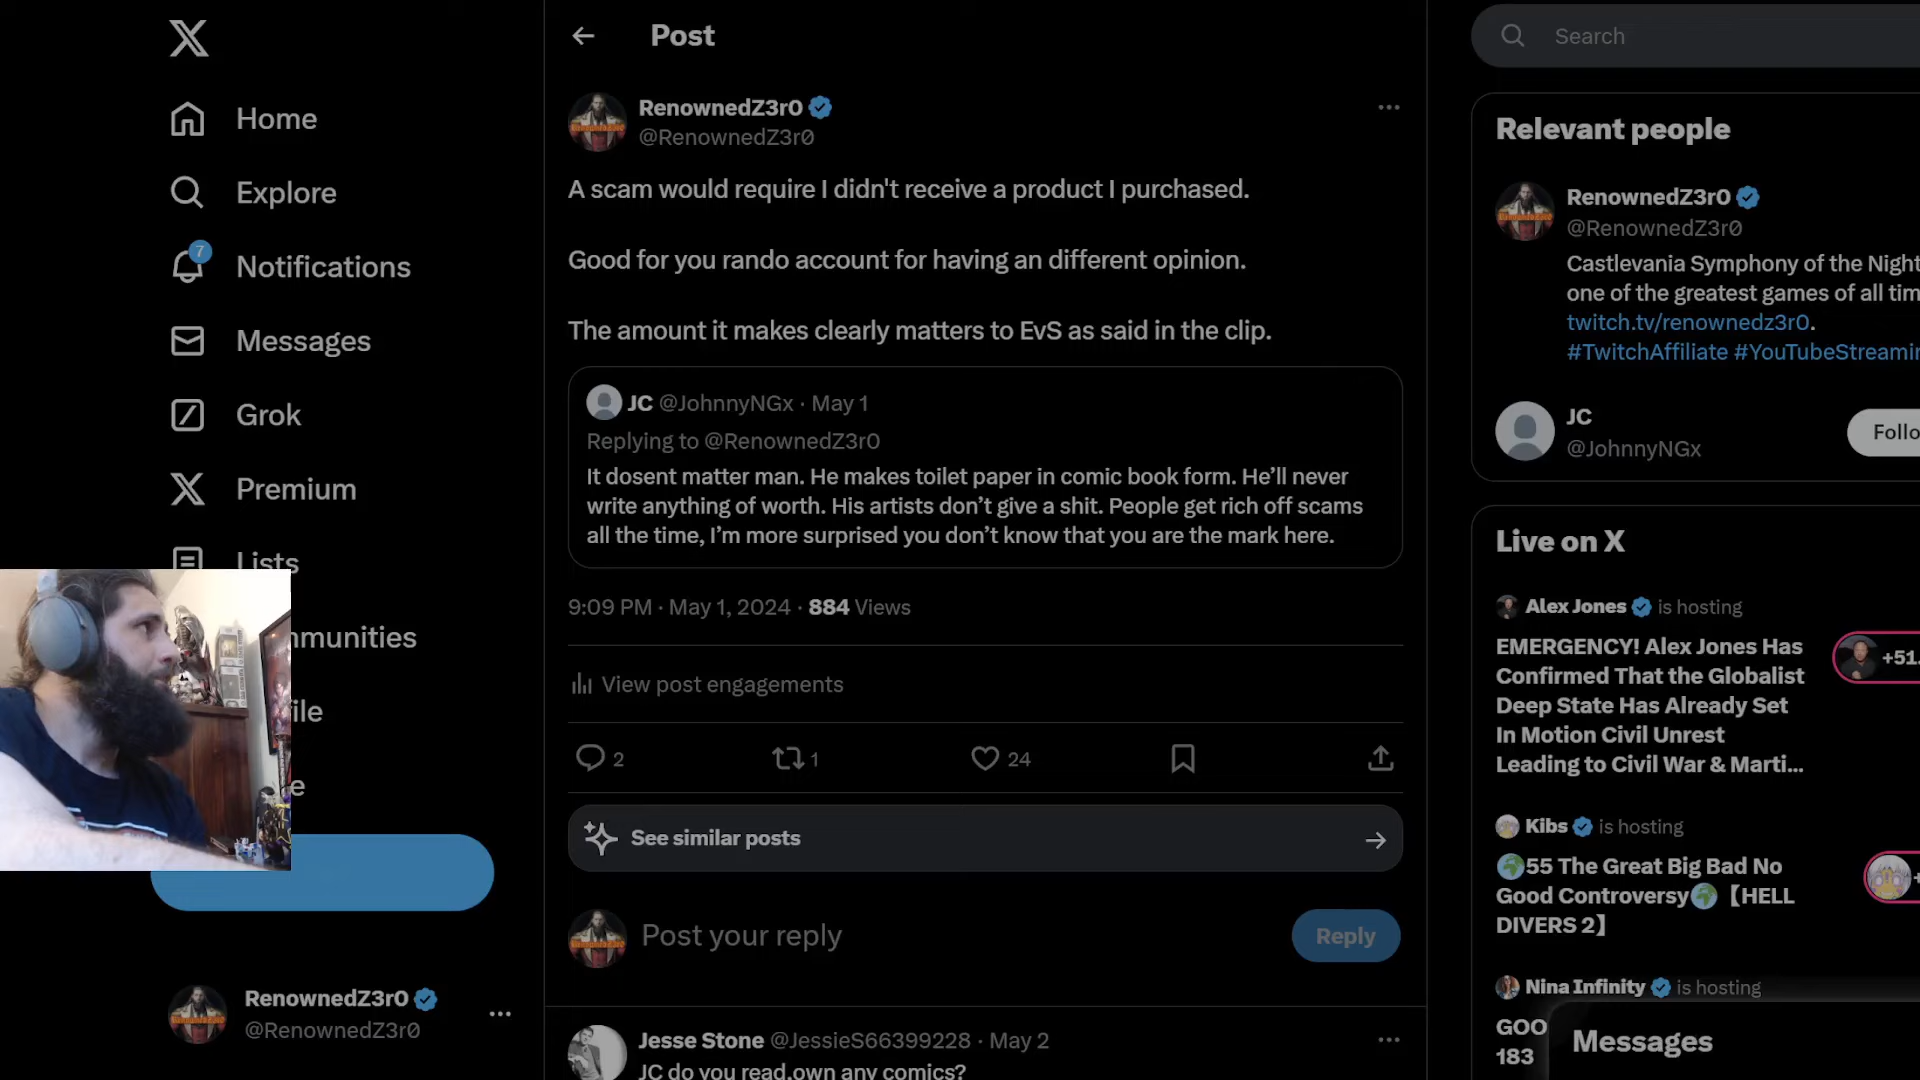 Home
Explore
7
Notifications
Messages
Grok
Premium
Lists
mmunities
file
e
RenownedZ3r0
@RenownedZ3r0
Post
RenownedZ3r0
@RenownedZ3r0
A scam would require I didn't receive a product I purchased.
Good for you rando account for having an different opinion.
The amount it makes clearly matters to EvS as said in the clip.
JC @JohnnyNGx · May 1
Replying to @RenownedZ3r0
It dosent matter man. He makes toilet paper in comic book form. He’ll never
write anything of worth. His artists don’t give a shit. People get rich off scams
all the time, I’m more surprised you don’t know that you are the mark here.
9:09 PM · May 1, 2024 · 884 Views
View post engagements
2 1 24
See similar posts
Post your reply
Reply
Jesse Stone @JessieS66399228 · May 2
JC do you read,own any comics?
Search
Relevant people
RenownedZ3r0
@RenownedZ3r0
Castlevania Symphony of the Night
one of the greatest games of all tim
twitch.tv/renownedz3r0.
#TwitchAffiliate #YouTubeStreamin
JC
@JohnnyNGx
Follo
Live on X
Alex Jones is hosting
EMERGENCY! Alex Jones Has
Confirmed That the Globalist
Deep State Has Already Set
In Motion Civil Unrest
Leading to Civil War & Marti...
+51.
Kibs is hosting
🌍55 The Great Big Bad No
Good Controversy🌍【HELL
DIVERS 2】
+
Nina Infinity is hosting
GOO
183
Messages